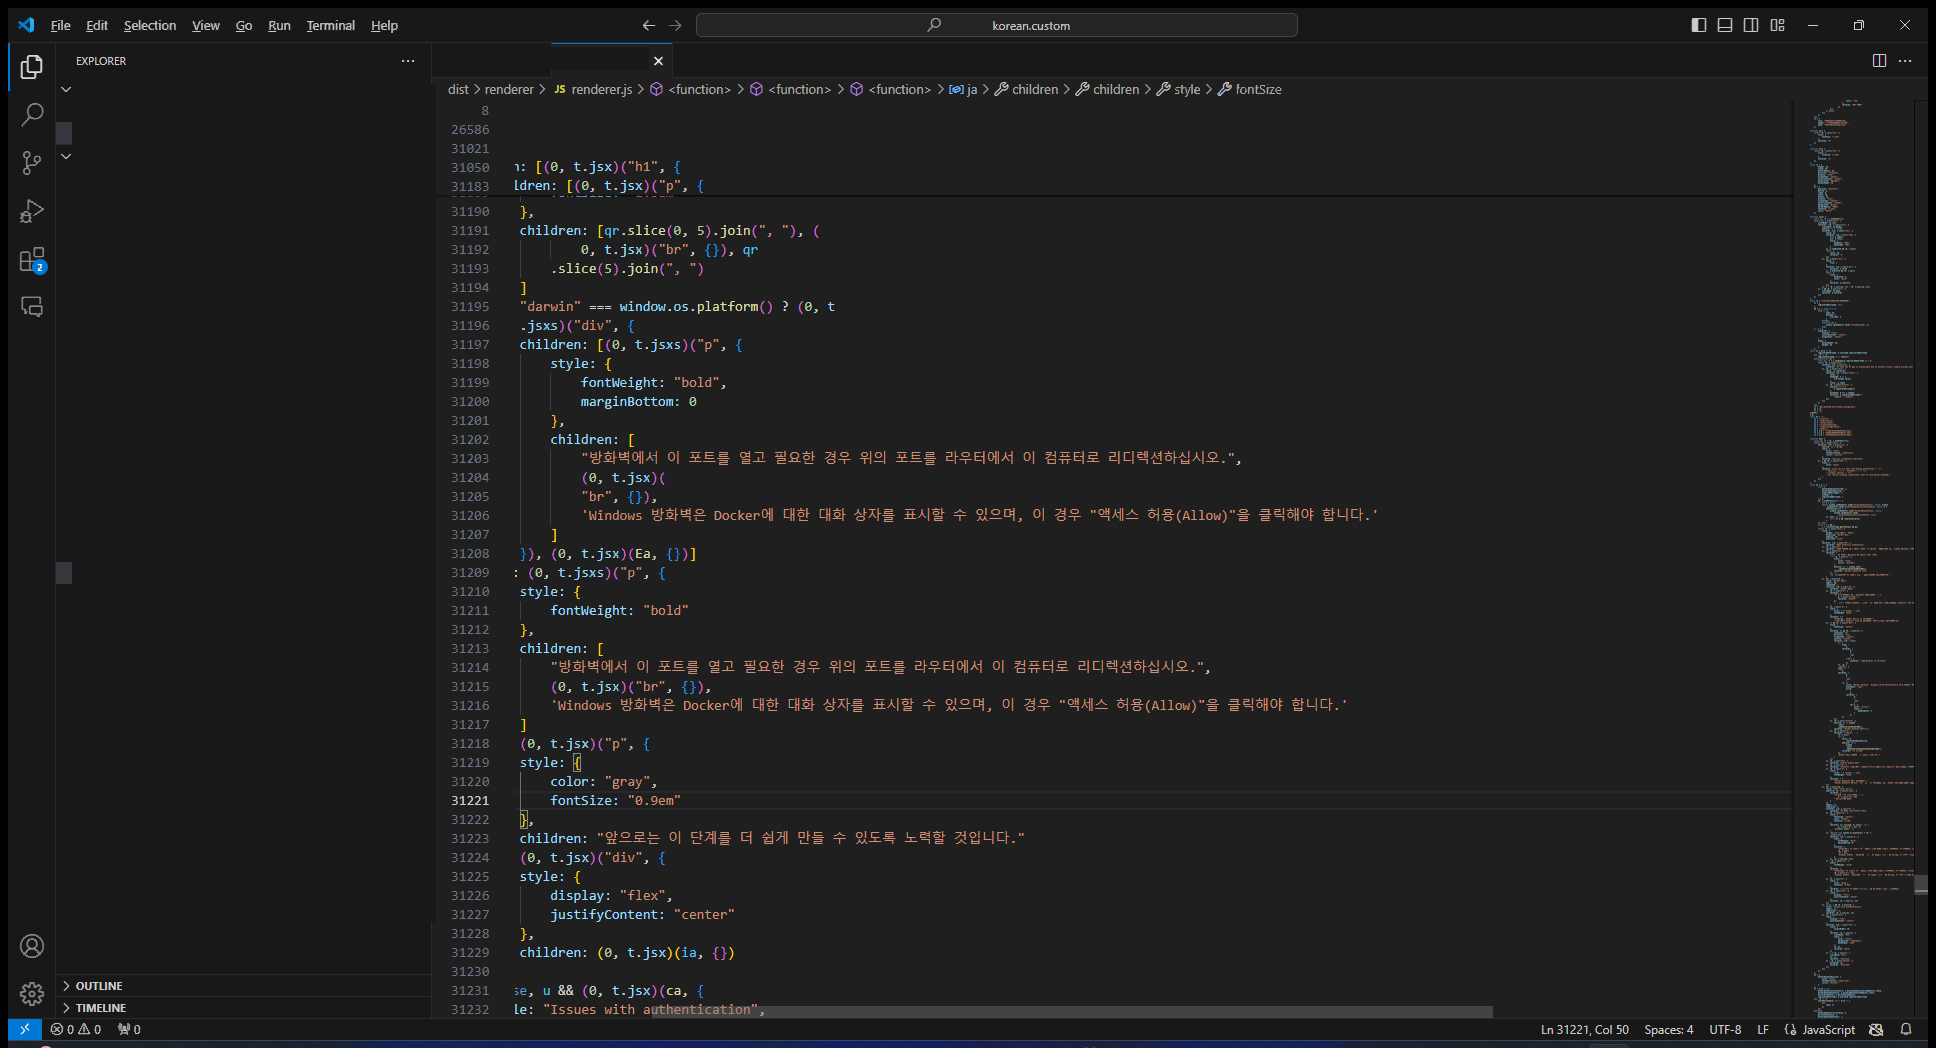 File Edit Selection View Go Run Terminal Help
korean.custom
EXPLORER
dist > renderer > JS renderer.js > <function> > <function> > <function> > ja > children > children > style > fontSize
8
26586
31021
31050 n: [(0, t.jsx)("h1", {
31183 ldren: [(0, t.jsx)("p", {
31190 },
31191 children: [qr.slice(0, 5).join(", "), (
31192 0, t.jsx)("br", {}), qr
31193 .slice(5).join(", ")
31194 ]
31195 "darwin" === window.os.platform() ? (0, t
31196 .jsxs)("div", {
31197 children: [(0, t.jsxs)("p", {
31198 style: {
31199 fontWeight: "bold",
31200 marginBottom: 0
31201 },
31202 children: [
31203 "방화벽에서 이 포트를 열고 필요한 경우 위의 포트를 라우터에서 이 컴퓨터로 리디렉션하십시오.",
31204 (0, t.jsx)(
31205 "br", {}),
31206 'Windows 방화벽은 Docker에 대한 대화 상자를 표시할 수 있으며, 이 경우 "액세스 허용(Allow)"을 클릭해야 합니다.'
31207 ]
31208 }), (0, t.jsx)(Ea, {})]
31209 : (0, t.jsxs)("p", {
31210 style: {
31211 fontWeight: "bold"
31212 },
31213 children: [
31214 "방화벽에서 이 포트를 열고 필요한 경우 위의 포트를 라우터에서 이 컴퓨터로 리디렉션하십시오.",
31215 (0, t.jsx)("br", {}),
31216 'Windows 방화벽은 Docker에 대한 대화 상자를 표시할 수 있으며, 이 경우 "액세스 허용(Allow)"을 클릭해야 합니다.'
31217 ]
31218 (0, t.jsx)("p", {
31219 style: {
31220 color: "gray",
31221 fontSize: "0.9em"
31222 },
31223 children: "앞으로는 이 단계를 더 쉽게 만들 수 있도록 노력할 것입니다."
31224 (0, t.jsx)("div", {
31225 style: {
31226 display: "flex",
31227 justifyContent: "center"
31228 },
31229 children: (0, t.jsx)(ia, {})
31230
31231 se, u && (0, t.jsx)(ca, {
31232 le: "Issues with authentication",
2
OUTLINE
TIMELINE
0 0 0 Ln 31221, Col 50 Spaces: 4 UTF-8 LF {} JavaScript